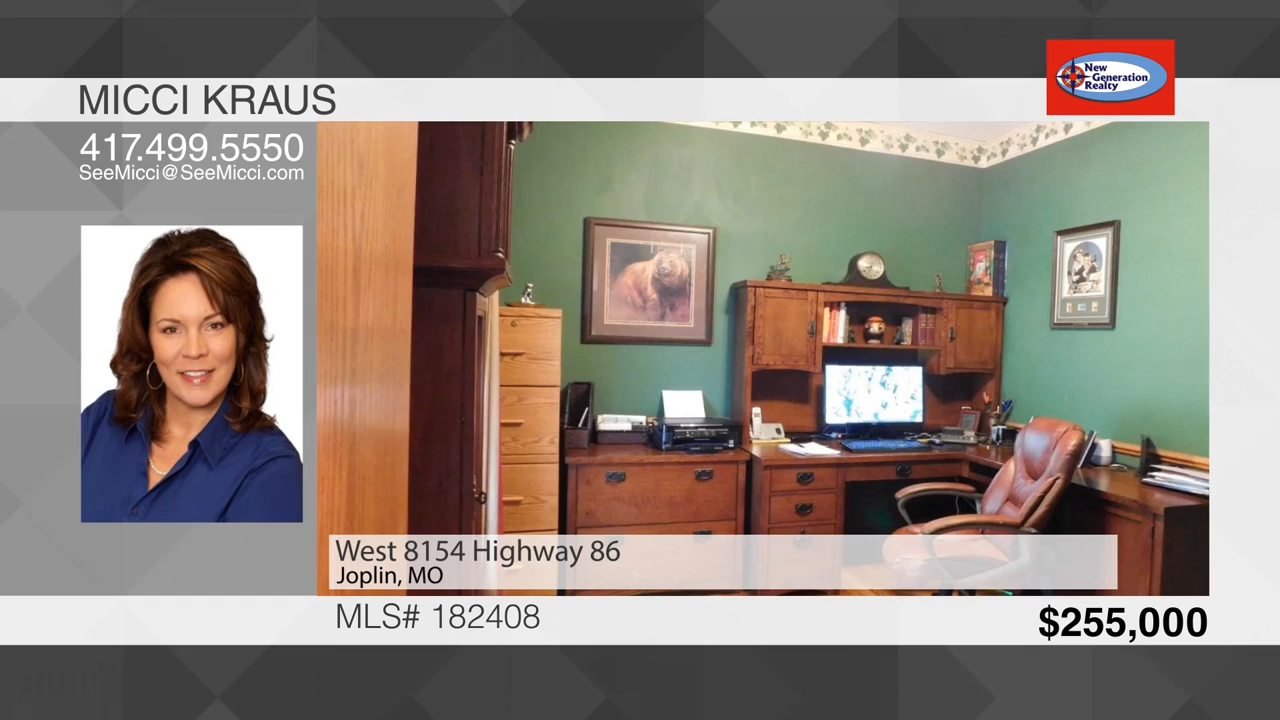 MICCI KRAUS
New
Generation
Realty
417.499.5550
SeeMicci@SeeMicci.com
West 8154 Highway 86
Joplin, MO
MLS# 182408
$255,000